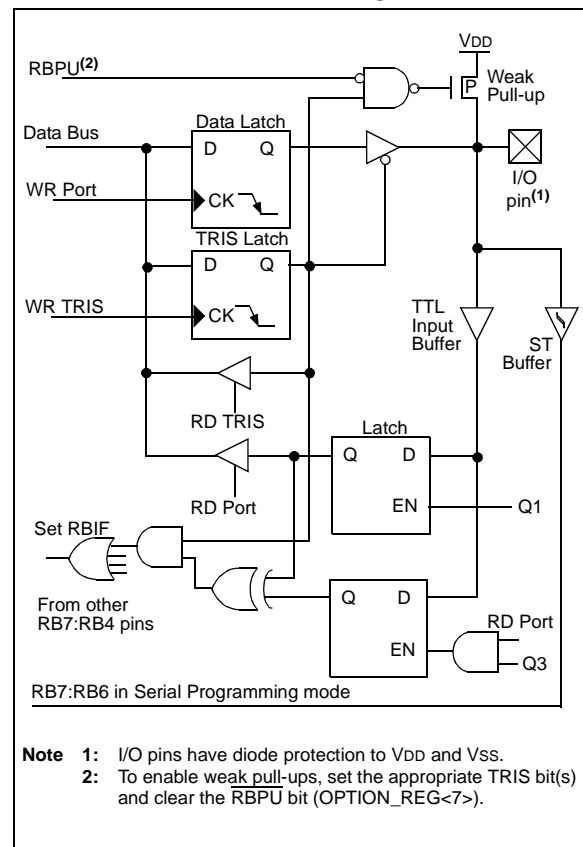 VDD
RBPU(2)
P
Weak
Pull-up
Data Bus
Data Latch
D Q
WR Port
CK
I/O
pin(1)
TRIS Latch
D Q
WR TRIS
CK
TTL
Input
Buffer
ST
Buffer
RD TRIS
Latch
Q D
RD Port
EN
Q1
Set RBIF
From other
RB7:RB4 pins
Q D
RD Port
EN
Q3
RB7:RB6 in Serial Programming mode
Note 1: I/O pins have diode protection to VDD and VSS.
2: To enable weak pull-ups, set the appropriate TRIS bit(s)
and clear the RBPU bit (OPTION_REG<7>).